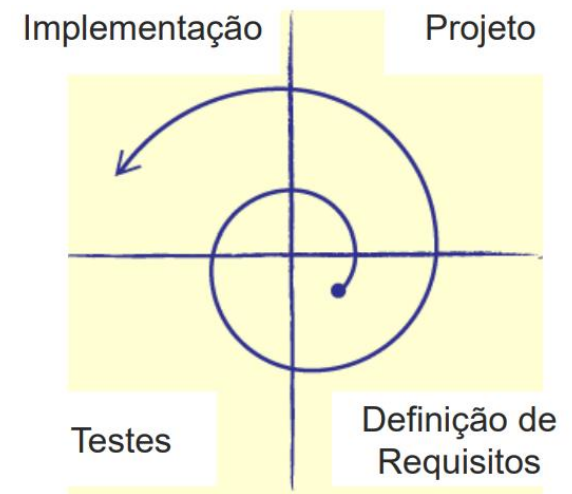 Implementação
Projeto
Testes
Definição de
Requisitos